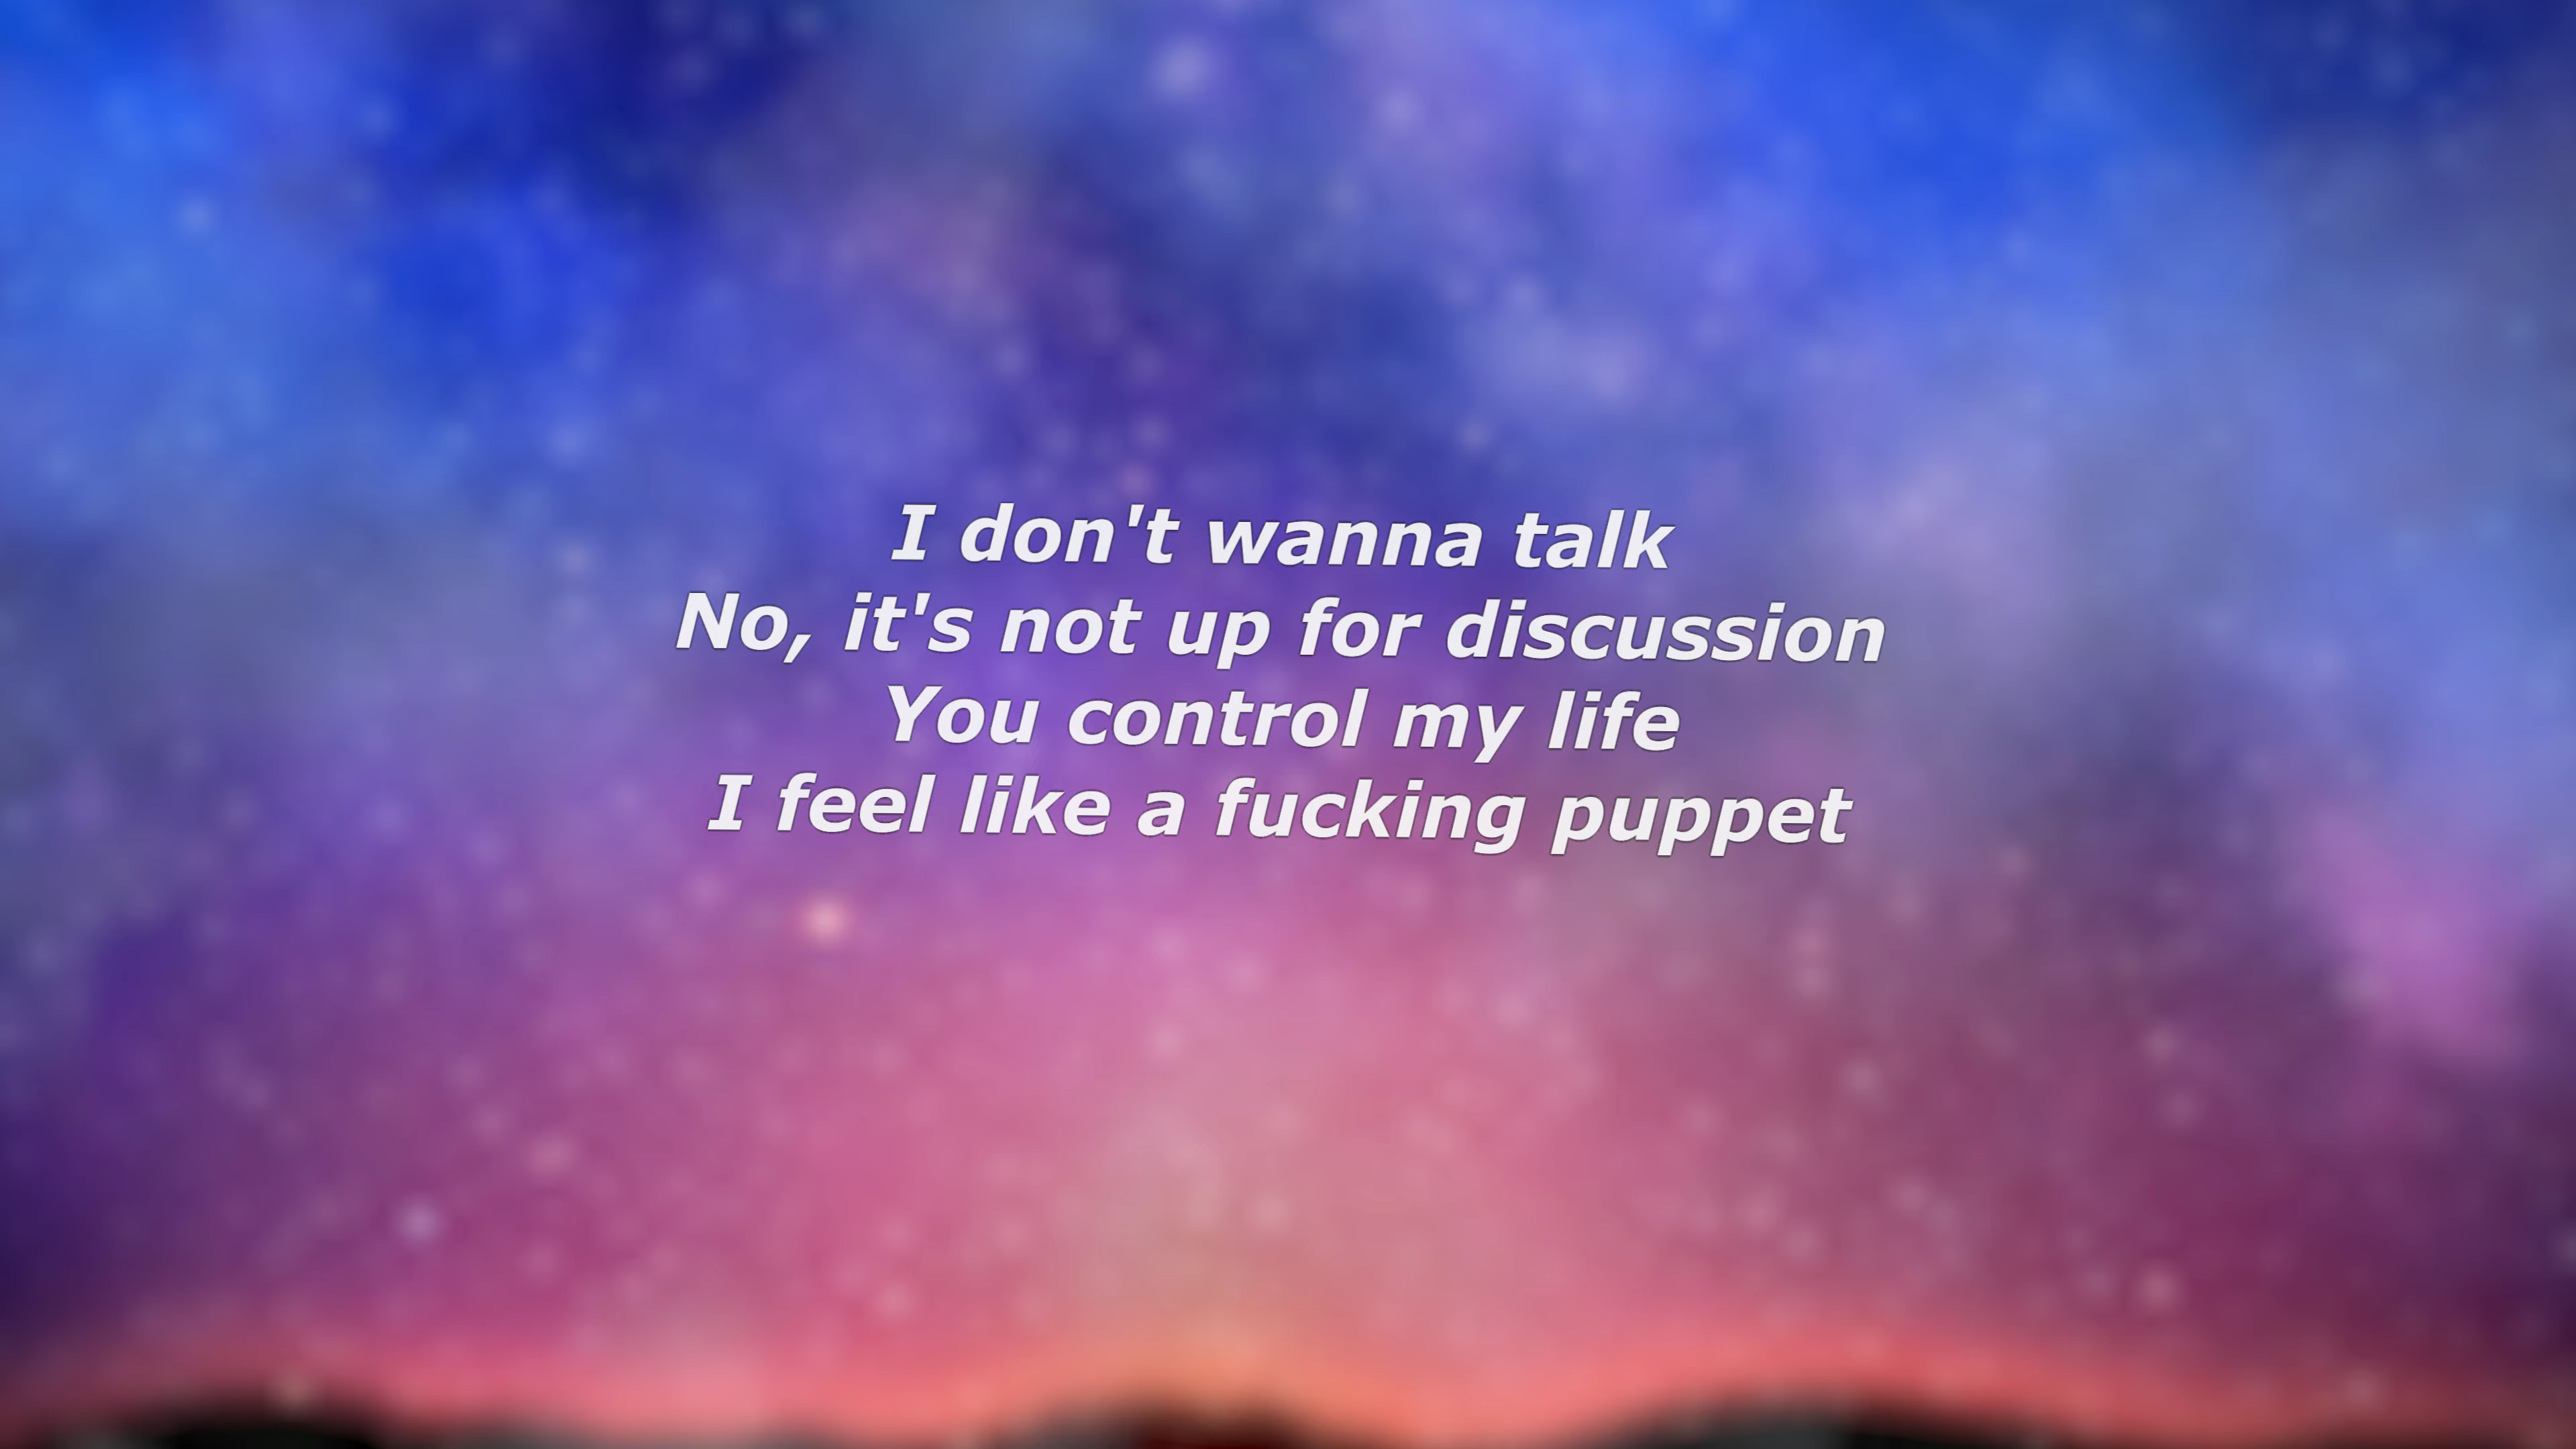 I don't wanna talk
No, it's not up for discussion
You control my life
I feel like a fucking puppet